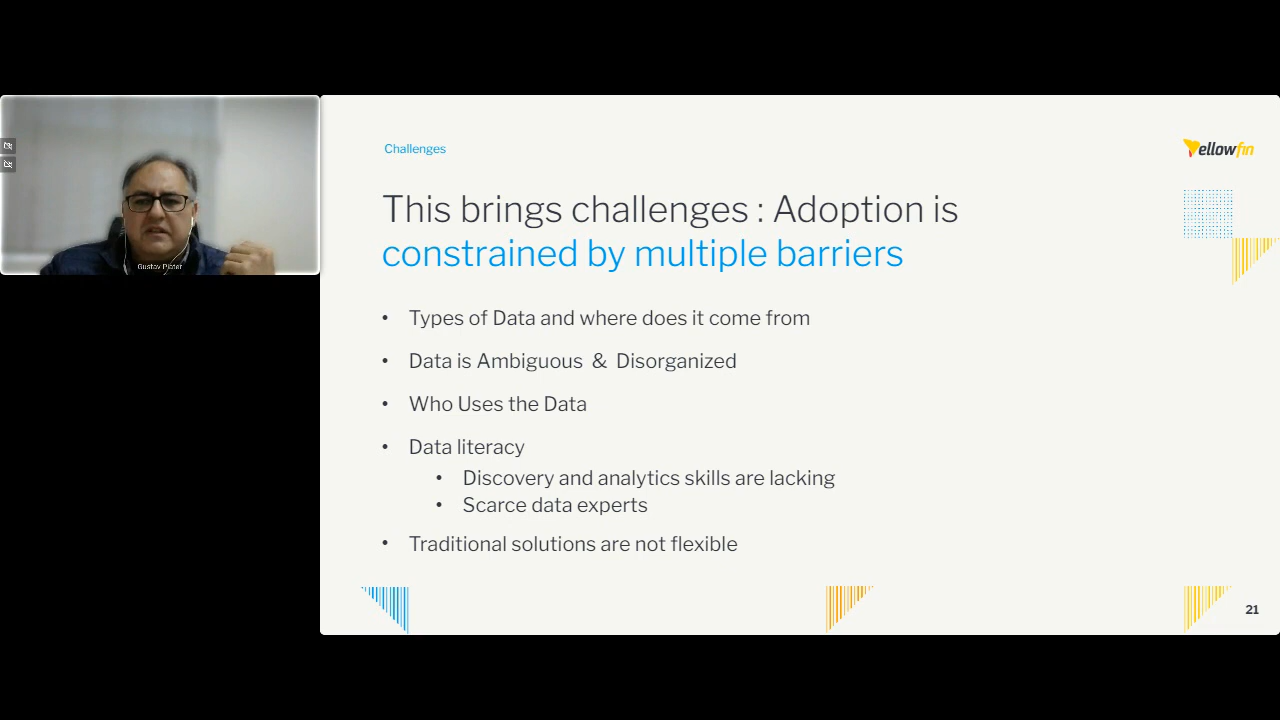 Gustav Piater
Challenges
Yellowfin
This brings challenges : Adoption is
constrained by multiple barriers
• Types of Data and where does it come from
• Data is Ambiguous & Disorganized
• Who Uses the Data
• Data literacy
• Discovery and analytics skills are lacking
• Scarce data experts
• Traditional solutions are not flexible
21